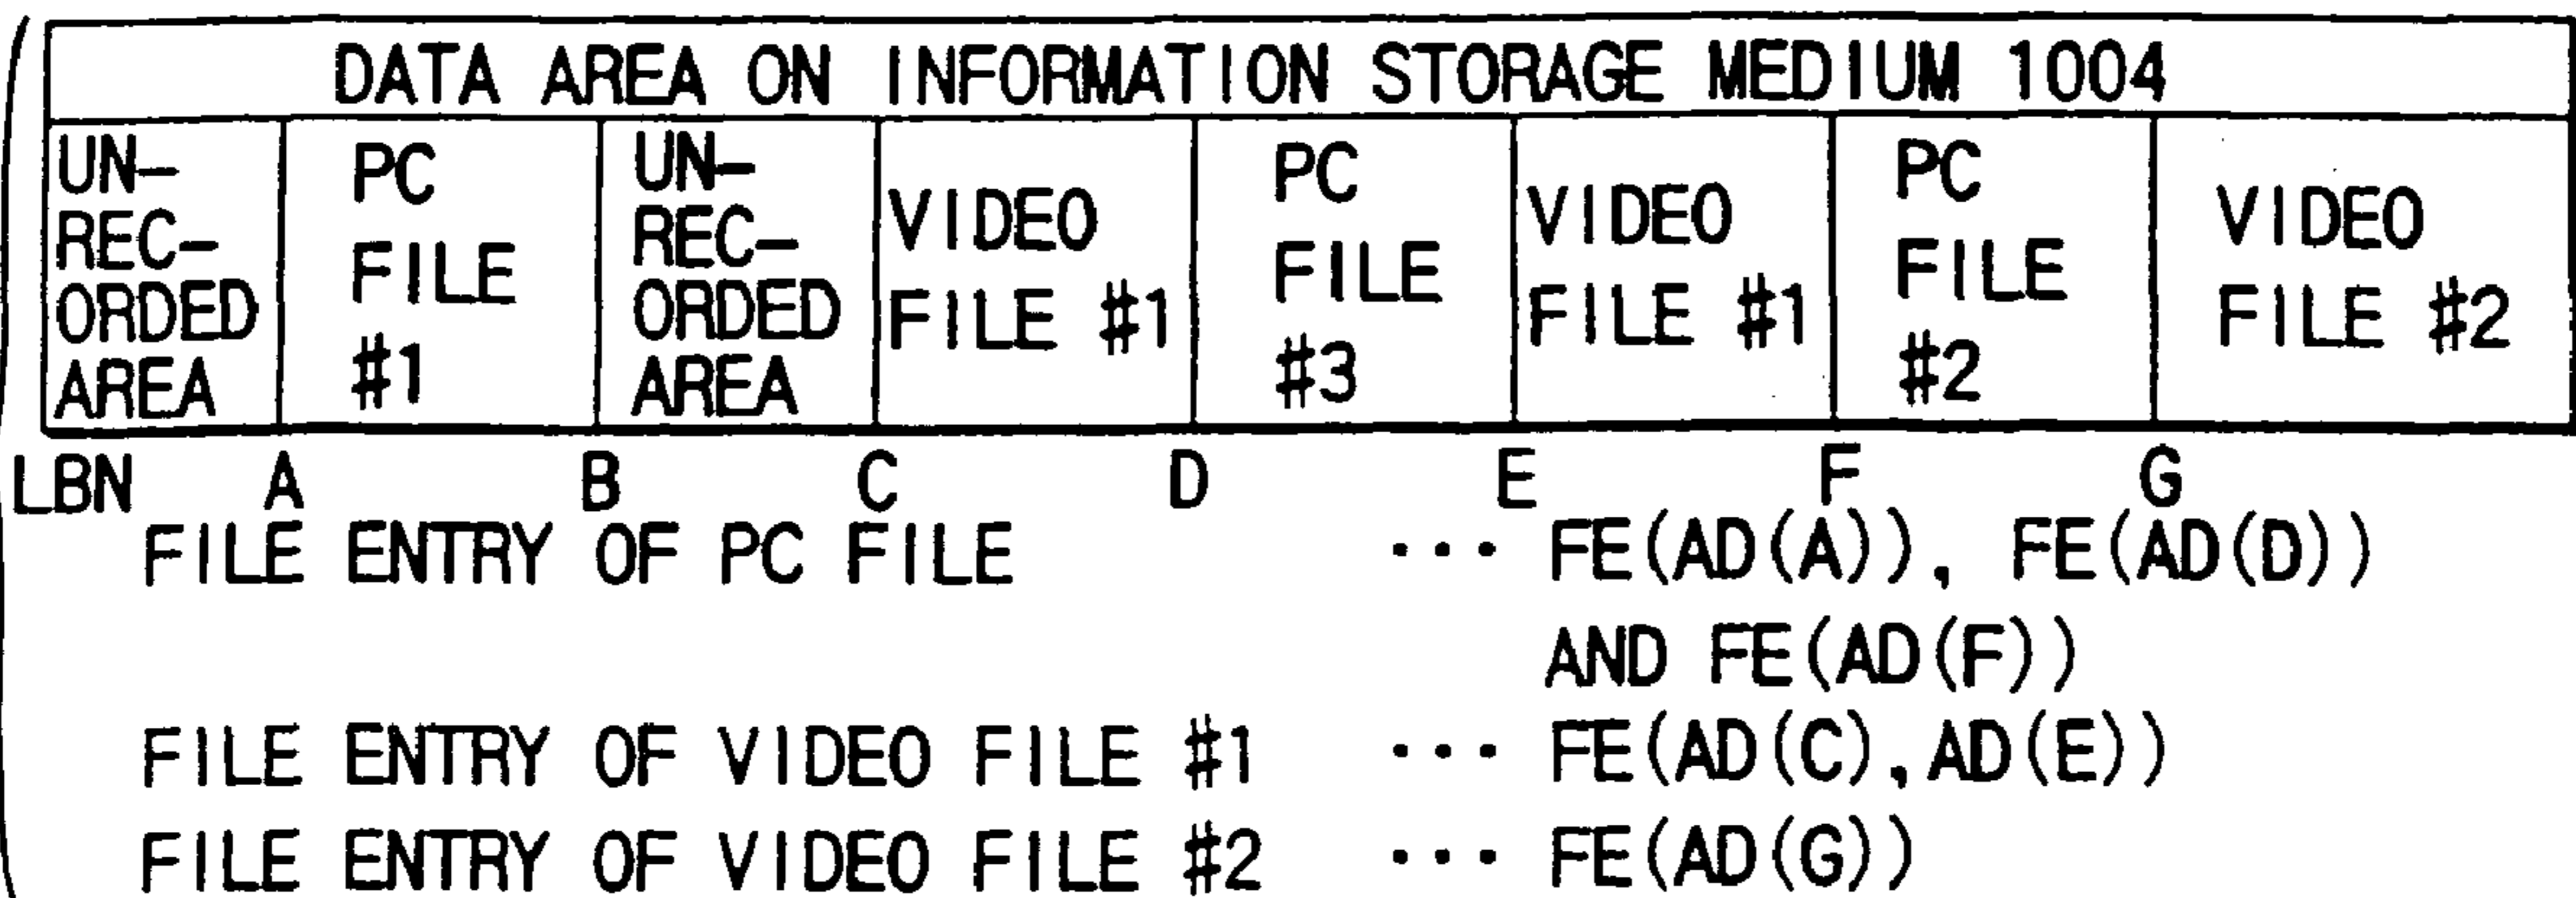 DATA AREA ON INFORMATION STORAGE MEDIUM 1004
UN-
REC-
ORDED
AREA
PC
FILE
#1
UN-
REC-
ORDED
AREA
VIDEO
FILE #1
PC
FILE
#3
VIDEO
FILE #1
PC
FILE
#2
VIDEO
FILE #2
LBN A B C D E F G
FILE ENTRY OF PC FILE ... FE(AD(A)), FE(AD(D))
AND FE(AD(F))
FILE ENTRY OF VIDEO FILE #1 ... FE(AD(C),AD(E))
FILE ENTRY OF VIDEO FILE #2 ... FE(AD(G))